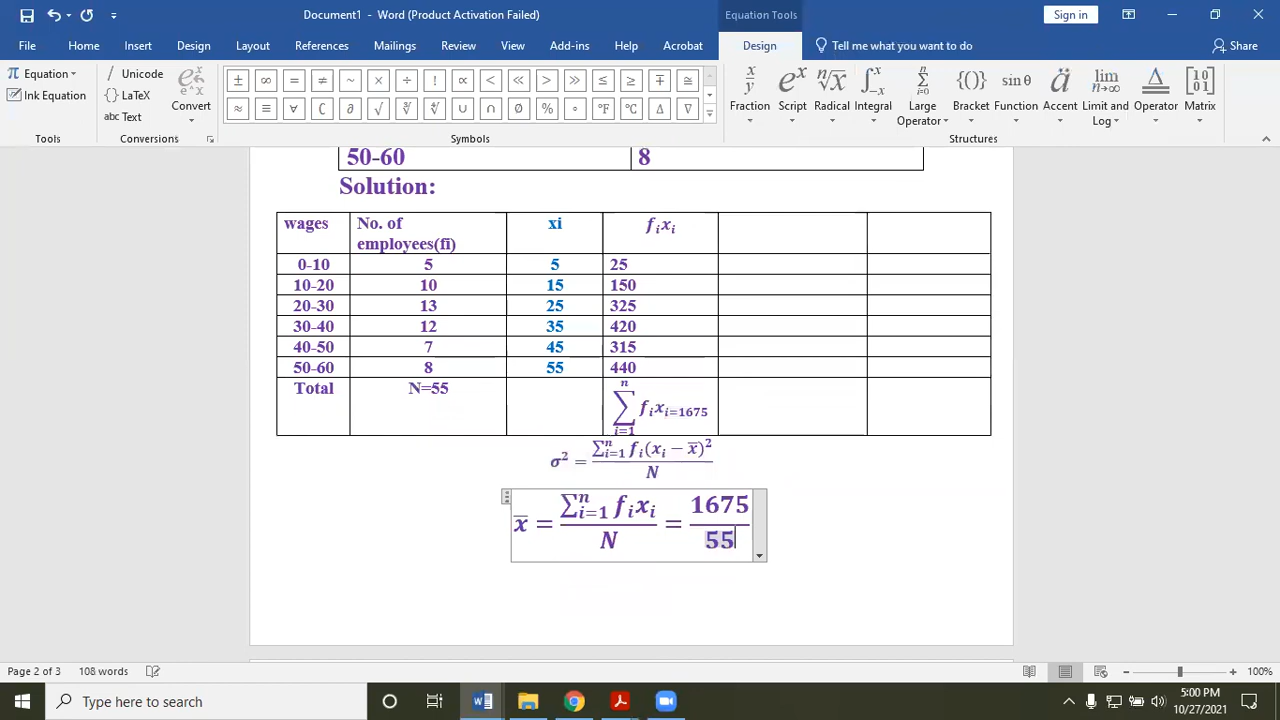 Document1 - Word (Product Activation Failed)
Equation Tools
Sign in
File Home Insert Design Layout References Mailings Review View Add-ins Help Acrobat Design Tell me what you want to do Share
π Equation
Ink Equation
Unicode
{} LaTeX
abc Text
Convert
± ∞ = ≠ ~ × ÷ ! ∝ < ≪ > ≫ ≤ ≥ ∓ ≅
≈ ≡ ∀ ∁ ∂ √ ∛ ∜ ∪ ∩ ∅ % ° °F °C ∆ ∇
Fraction Script Radical Integral Large Operator Bracket Function Accent Limit and Log Operator Matrix
Tools Conversions Symbols Structures
50-60 8
Solution:
wages No. of employees(fi) xi fᵢxᵢ
0-10 5 5 25
10-20 10 15 150
20-30 13 25 325
30-40 12 35 420
40-50 7 45 315
50-60 8 55 440
Total N=55 ∑ⁿᵢ₌₁ fᵢxᵢ₌₁₆₇₅
σ² = ∑ⁿᵢ₌₁ fᵢ(xᵢ − x̅)² / N
x̅ = ∑ⁿᵢ₌₁ fᵢxᵢ / N = 1675 / 55
Page 2 of 3 108 words 100%
Type here to search
5:00 PM
10/27/2021